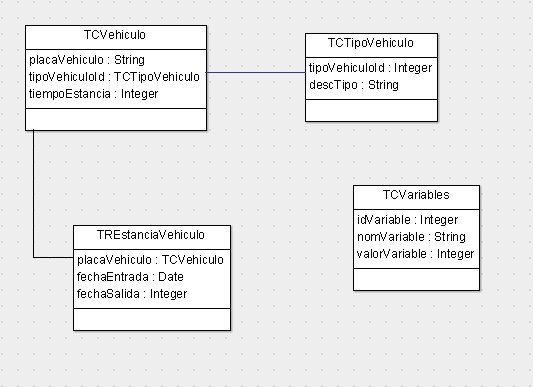 TCVehiculo
placaVehiculo : String
tipoVehiculoId : TCTipoVehiculo
tiempoEstancia : Integer
TCTipoVehiculo
tipoVehuculoId : Integer
descTipo : String
TCVariables
idVariable : Integer
nomVariable : String
valorVariable : Integer
TREstanciaVehiculo
placaVehiculo : TCVehiculo
fechaEntrada : Date
fechaSalida : Integer